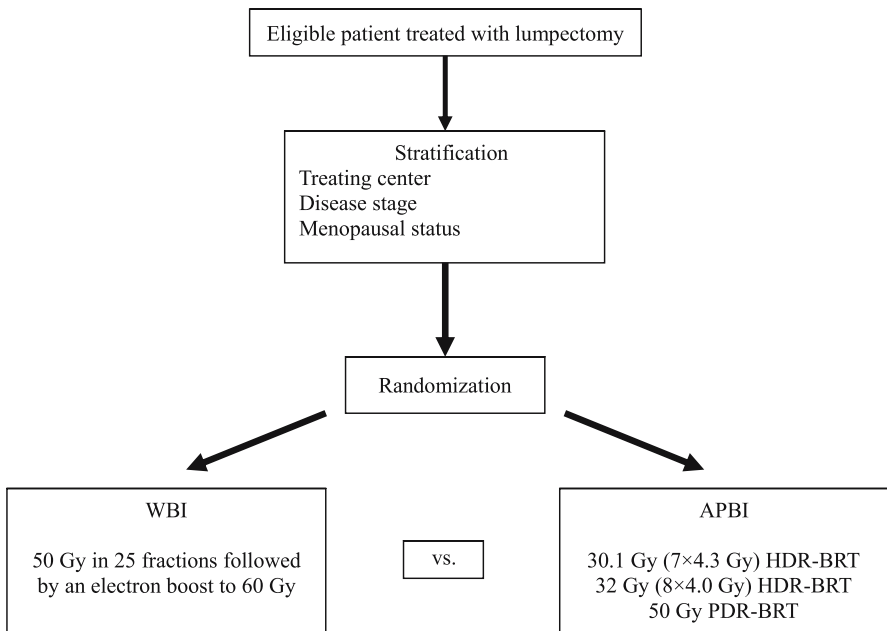 Eligible patient treated with lumpectomy
Stratification
Treating center
Disease stage
Menopausal status
Randomization
WBI
50 Gy in 25 fractions followed
by an electron boost to 60 Gy
vs.
APBI
30.1 Gy (7×4.3 Gy) HDR-BRT
32 Gy (8×4.0 Gy) HDR-BRT
50 Gy PDR-BRT